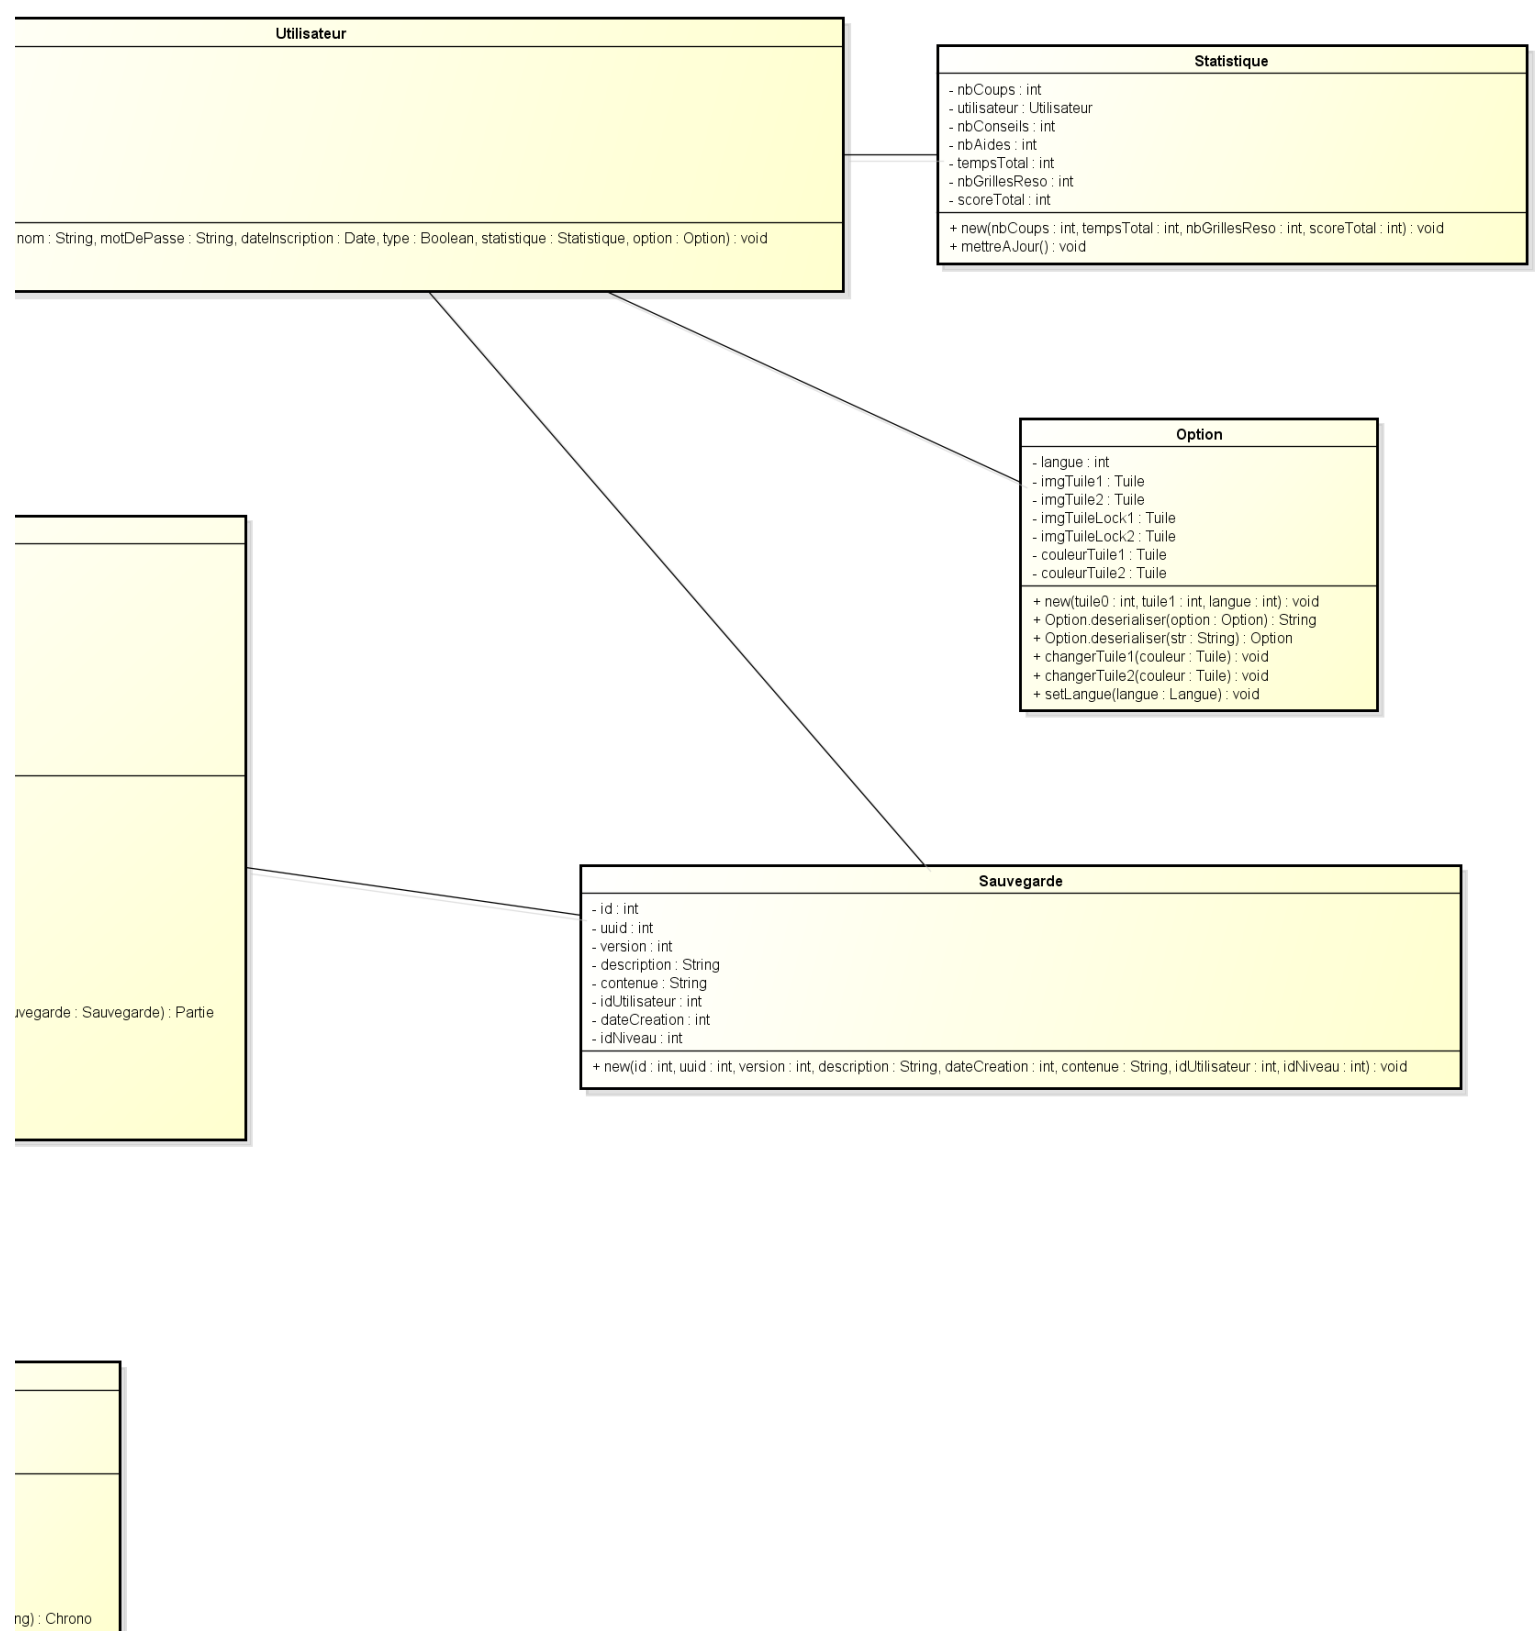 Utilisateur
nom : String, motDePasse : String, dateInscription : Date, type : Boolean, statistique : Statistique, option : Option) : void
Statistique
- nbCoups : int
- utilisateur : Utilisateur
- nbConseils : int
- nbAides : int
- tempsTotal : int
- nbGrillesReso : int
- scoreTotal : int
+ new(nbCoups : int, tempsTotal : int, nbGrillesReso : int, scoreTotal : int) : void
+ mettreAJour() : void
Option
- langue : int
- imgTuile1 : Tuile
- imgTuile2 : Tuile
- imgTuileLock1 : Tuile
- imgTuileLock2 : Tuile
- couleurTuile1 : Tuile
- couleurTuile2 : Tuile
+ new(tuile0 : int, tuile1 : int, langue : int) : void
+ Option.deserialiser(option : Option) : String
+ Option.deserialiser(str : String) : Option
+ changerTuile1(couleur : Tuile) : void
+ changerTuile2(couleur : Tuile) : void
+ setLangue(langue : Langue) : void
uvegarde : Sauvegarde) : Partie
Sauvegarde
- id : int
- uuid : int
- version : int
- description : String
- contenue : String
- idUtilisateur : int
- dateCreation : int
- idNiveau : int
+ new(id : int, uuid : int, version : int, description : String, dateCreation : int, contenue : String, idUtilisateur : int, idNiveau : int) : void
ng) : Chrono